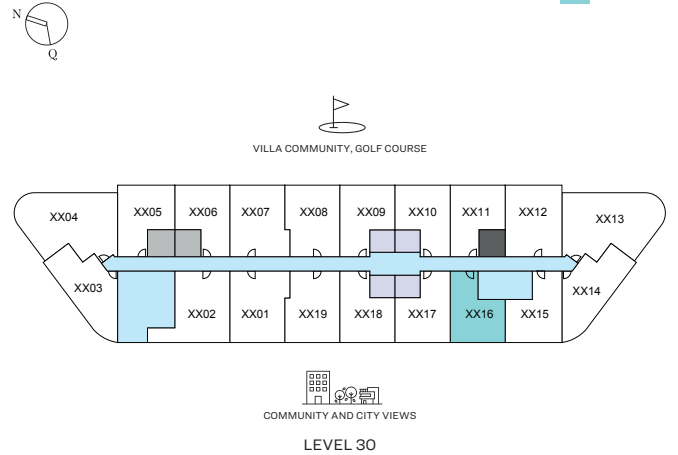 N
Q
VILLA COMMUNITY, GOLF COURSE
XX04
XX05
XX06
XX07
XX08
XX09
XX10
XX11
XX12
XX13
XX03
XX02
XX01
XX19
XX18
XX17
XX16
XX15
XX14
COMMUNITY AND CITY VIEWS
LEVEL 30